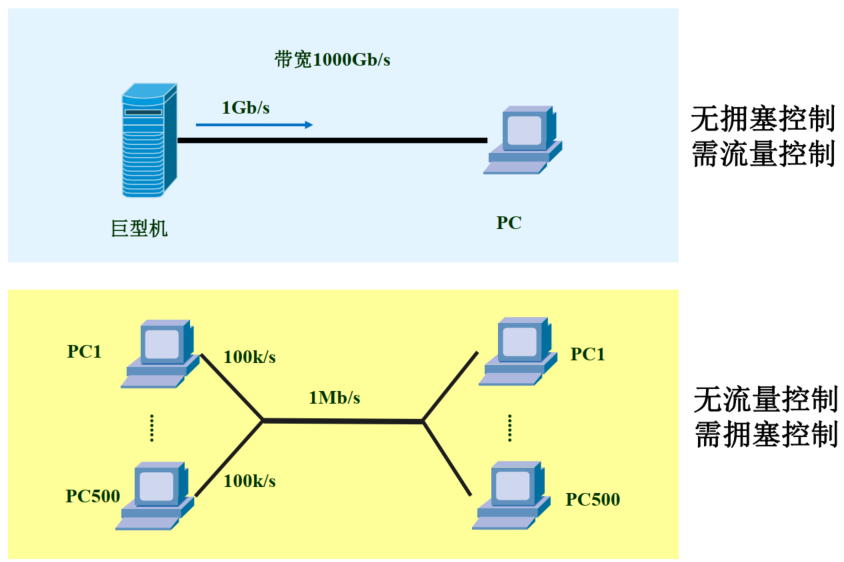 带宽1000Gb/s
1Gb/s
巨型机
PC
无拥塞控制
需流量控制
PC1
100k/s
1Mb/s
PC1
......
......
PC500
100k/s
PC500
无流量控制
需拥塞控制